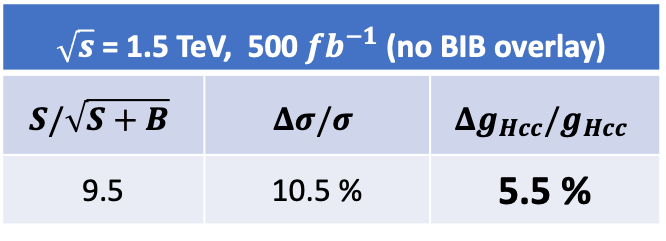 √s = 1.5 TeV, 500 fb⁻¹ (no BIB overlay)
S/√S + B Δσ/σ Δg_Hcc/g_Hcc
9.5 10.5 % 5.5 %